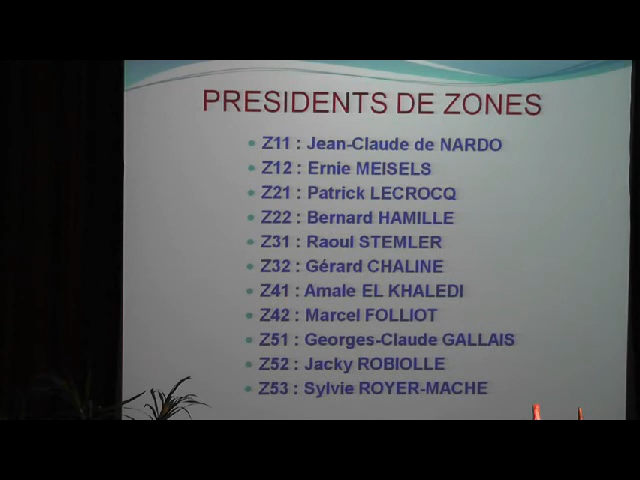 PRESIDENTS DE ZONES
• Z11 : Jean-Claude de NARDO
• Z12 : Ernie MEISELS
• Z21 : Patrick LECROCQ
• Z22 : Bernard HAMILLE
• Z31 : Raoul STEMLER
• Z32 : Gérard CHALINE
• Z41 : Amale EL KHALEDI
• Z42 : Marcel FOLLIOT
• Z51 : Georges-Claude GALLAIS
• Z52 : Jacky ROBIOLLE
• Z53 : Sylvie ROYER-MACHE